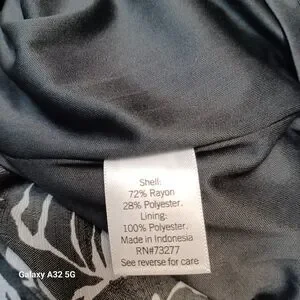 Shell:
72% Rayon
28% Polyester.
Lining:
100% Polyester.
Made in Indonesia
RN#73277
See reverse for care
Galaxy A32 5G